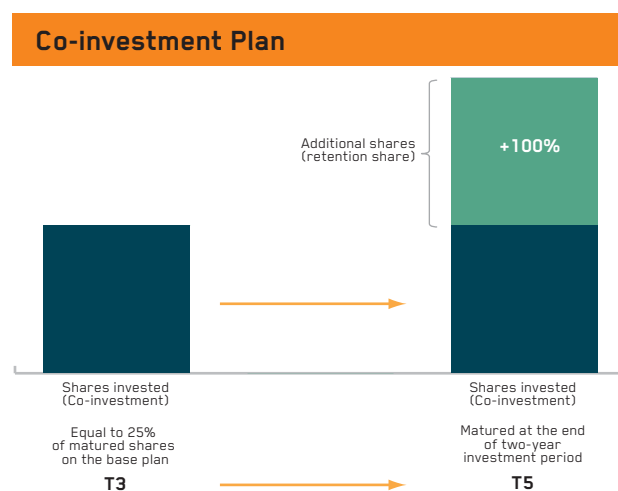 Co-investment Plan
Additional shares
(retention share)
+100%
Shares invested
(Co-investment)
Equal to 25%
of matured shares
on the base plan
T3
Shares invested
(Co-investment)
Matured at the end
of two-year
investment period
T5